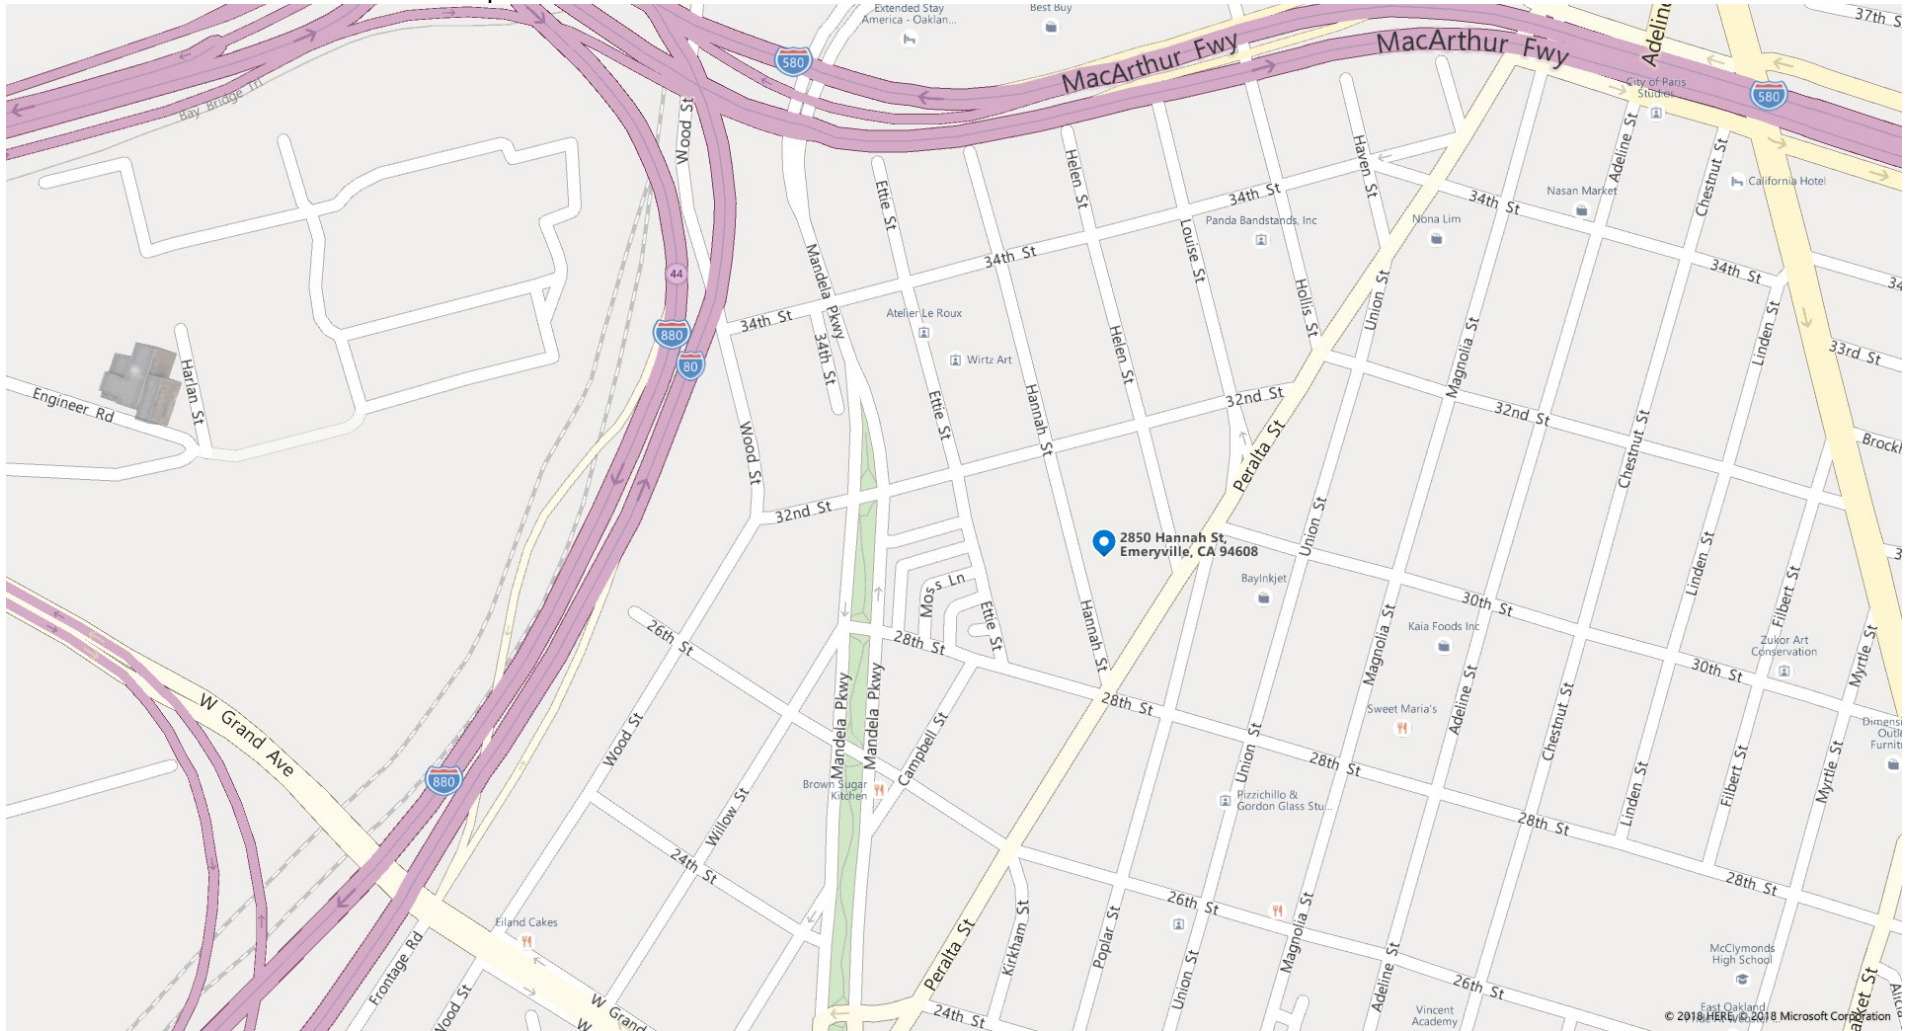 Extended Stay
America - Oaklan...
Best Buy
37th S
Adeline
580
MacArthur Fwy
MacArthur Fwy
City of Paris
Studios
580
Bay Bridge Trl
Wood St
Adeline St
Chestnut St
California Hotel
Helen St
Haven St
Ettie St
34th St
Nasan Market
34th St
Panda Bandstands, Inc
Nona Lim
Louise St
Mandela Pkwy
34th St
34th St
44
34
Hollis St
Union St
Atelier Le Roux
34th St
34th St
880
Magnolia St
Linden St
33rd St
Helen St
Wirtz Art
80
Harlan St
Engineer Rd
Ettie St
Hannah St
32nd St
32nd St
Wood St
Peralta St
Chestnut St
Brockh
32nd St
Union St
2850 Hannah St,
Emeryville, CA 94608
3
BayInkjet
Linden St
Filbert St
Moss Ln
Ettie St
Hannah St
30th St
26th St
28th St
Kaia Foods Inc
Magnolia St
Zukor Art
Conservation
Myrtle St
30th St
W Grand Ave
Mandela Pkwy
Mandela Pkwy
28th St
Adeline St
Sweet Maria's
Chestnut St
Dimensi
Outle
Furnitu
Wood St
Campbell St
Union St
28th St
880
Brown Sugar
Kitchen
Pizzichillo &
Gordon Glass Stu...
Linden St
Filbert St
Myrtle St
Willow St
28th St
24th St
28th St
26th St
Eiland Cakes
Peralta St
Kirkham St
Poplar St
Union St
Magnolia St
Adeline St
McClymonds
High School
Frontage Rd
26th St
Wood St
W Grand
W
24th St
Vincent
Academy
arket St
East Oakland
© 2018 HERE, © 2018 Microsoft Corporation